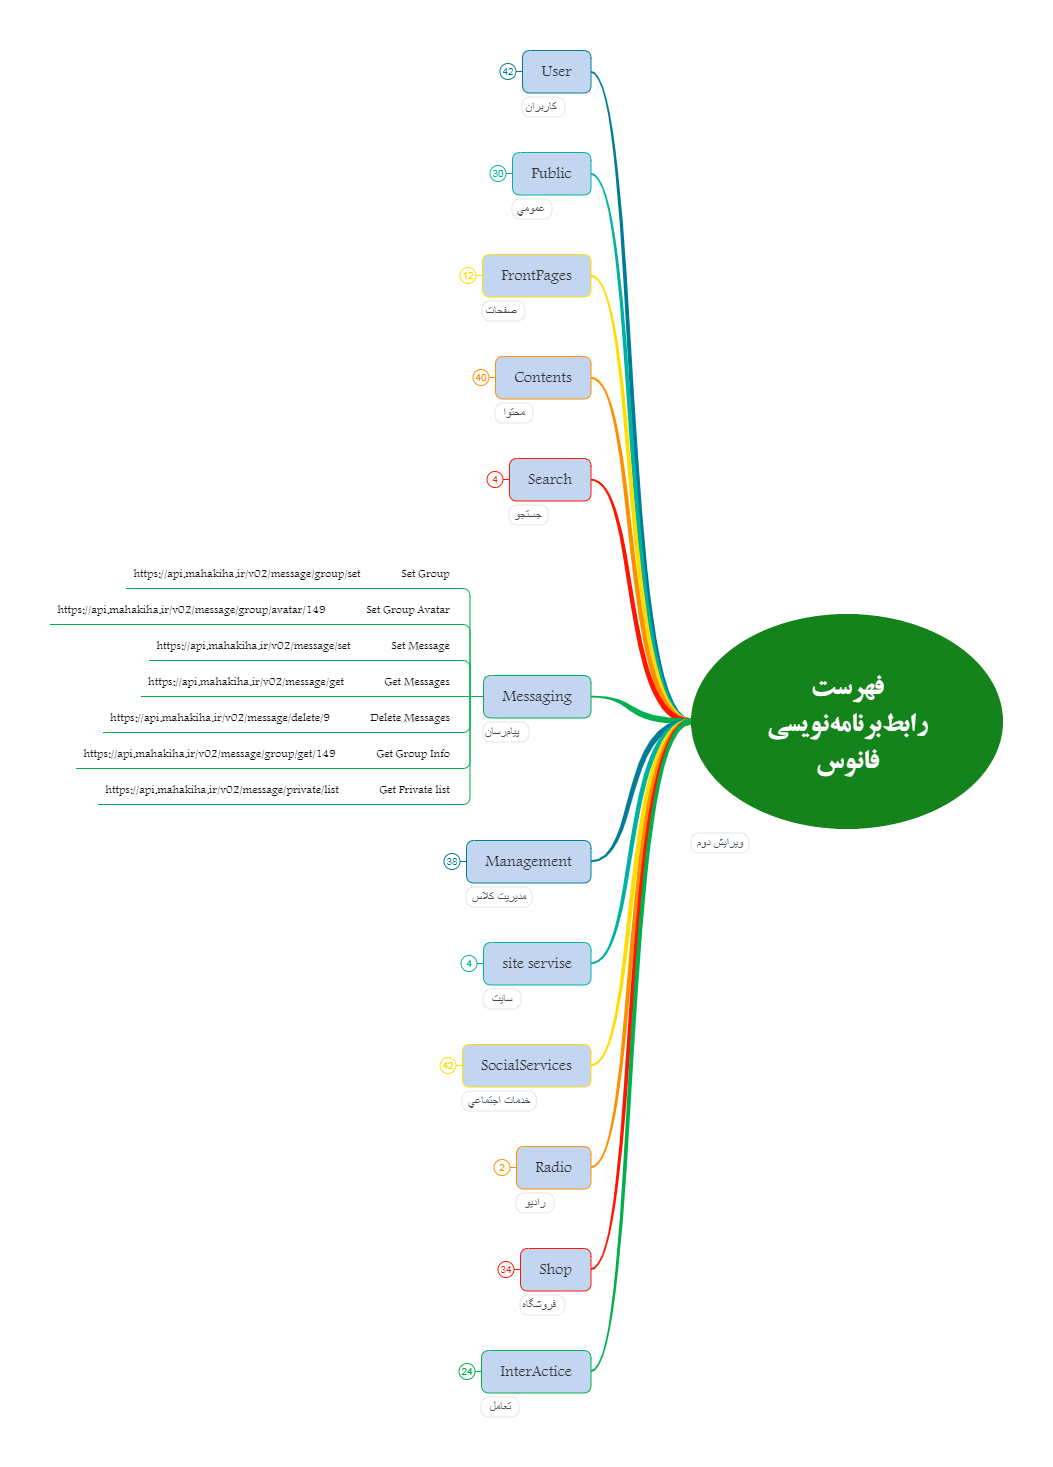 User
42
کاربران
Public
30
عمومي
FrontPages
12
صفحات
Contents
40
محتوا
Search
4
جستجو
https://api.mahakiha.ir/v02/message/group/set Set Group
https://api.mahakiha.ir/v02/message/group/avatar/149 Set Group Avatar
https://api.mahakiha.ir/v02/message/set Set Message
https://api.mahakiha.ir/v02/message/get Get Messages
https://api.mahakiha.ir/v02/message/delete/9 Delete Messages
https://api.mahakiha.ir/v02/message/group/get/149 Get Group Info
https://api.mahakiha.ir/v02/message/private/list Get Private list
Messaging
پیام‌رسان
فهرست
رابط‌برنامه‌نویسی
فانوس
ویرایش دوم
Management
38
مدیریت کلاس
site servise
4
سایت
SocialServices
42
خدمات اجتماعي
Radio
2
رادیو
Shop
34
فروشگاه
InterActice
24
تعامل